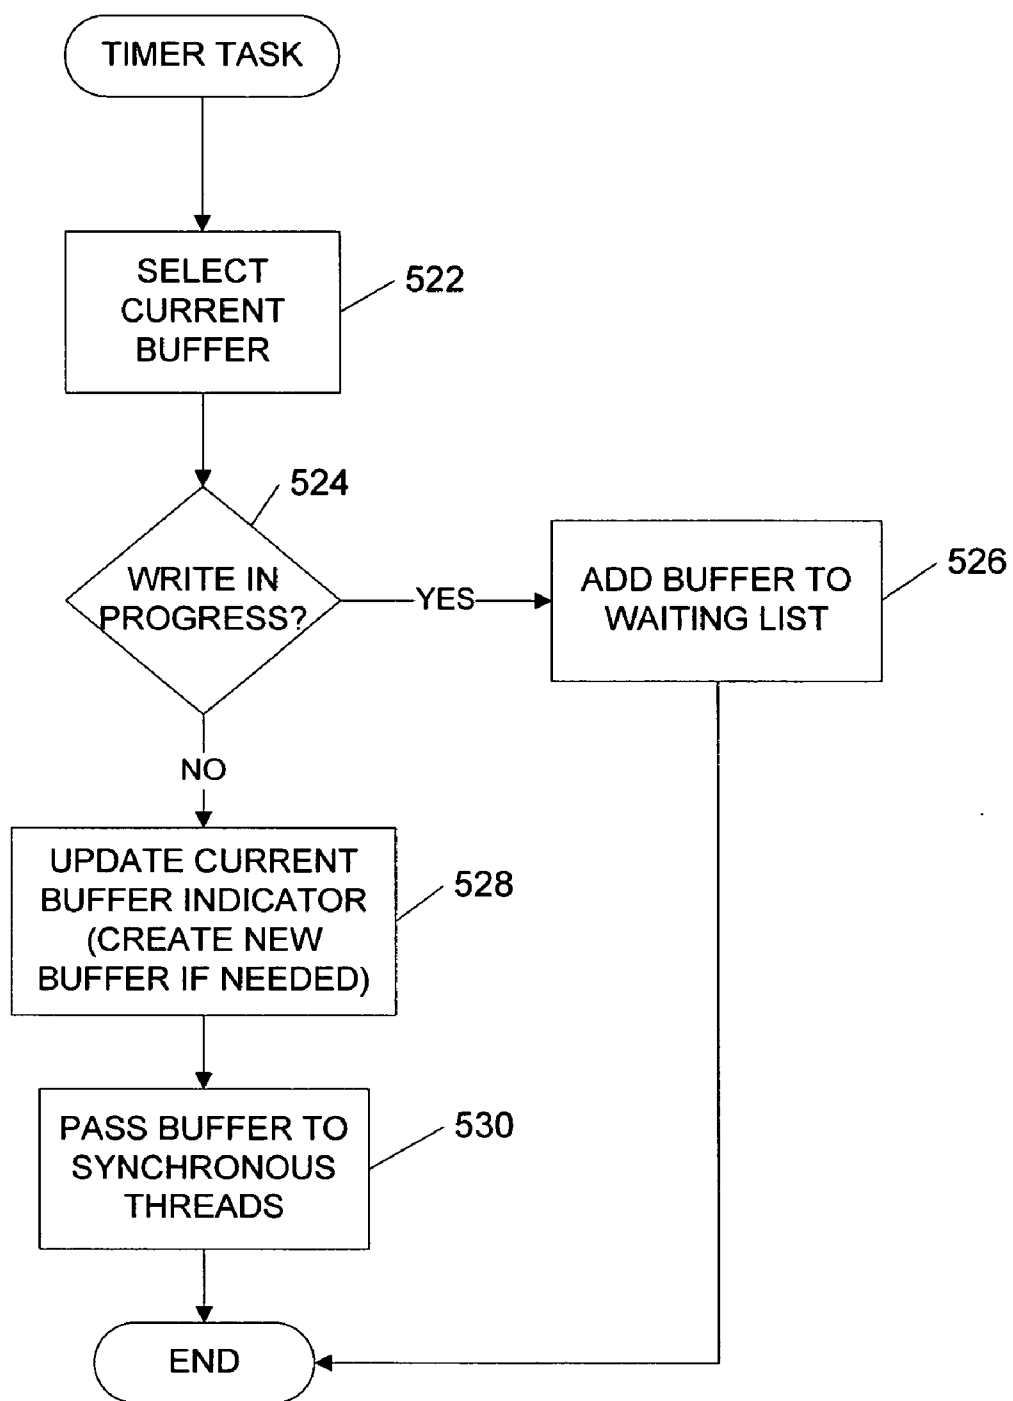 TIMER TASK
SELECT
CURRENT
BUFFER
522
524
WRITE IN
PROGRESS?
YES
ADD BUFFER TO
WAITING LIST
526
NO
UPDATE CURRENT
BUFFER INDICATOR
(CREATE NEW
BUFFER IF NEEDED)
528
PASS BUFFER TO
SYNCHRONOUS
THREADS
530
END